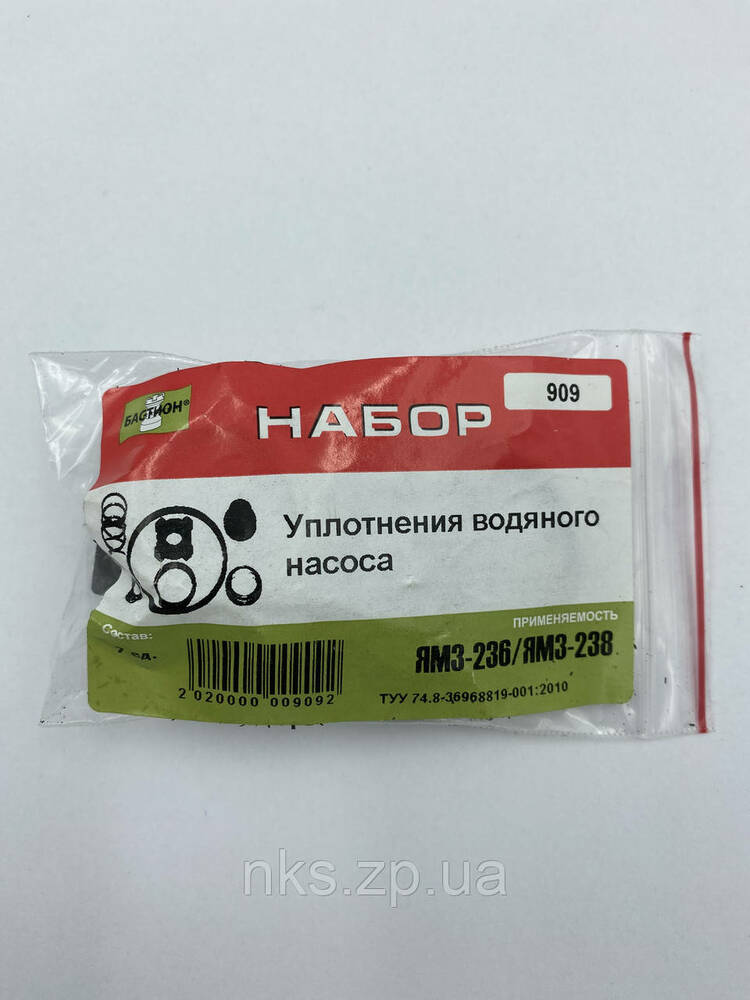 БАСТИОН®
НАБОР
909
Уплотнения водяного
насоса
ПРИМЕНЯЕМОСТЬ
Состав:
ед.
ЯМЗ-236/ЯМЗ-238
2 020000 009092
ТУУ 74.8-36968819-001:2010
nks.zp.ua